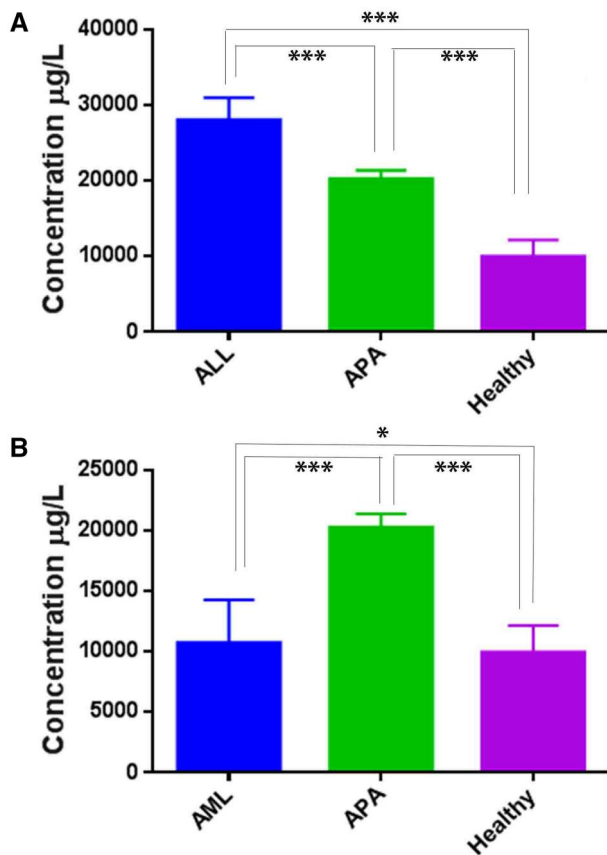 A
Concentration µg/L
40000
30000
20000
10000
0
***
***
***
ALL
APA
Healthy
B
Concentration µg/L
25000
20000
15000
10000
5000
0
*
***
***
AML
APA
Healthy